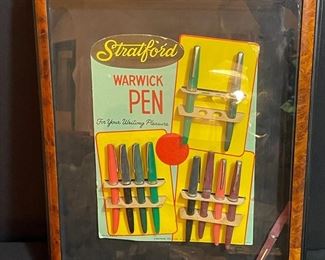 Stratford
WARWICK
PEN
For Your Writing Pleasure